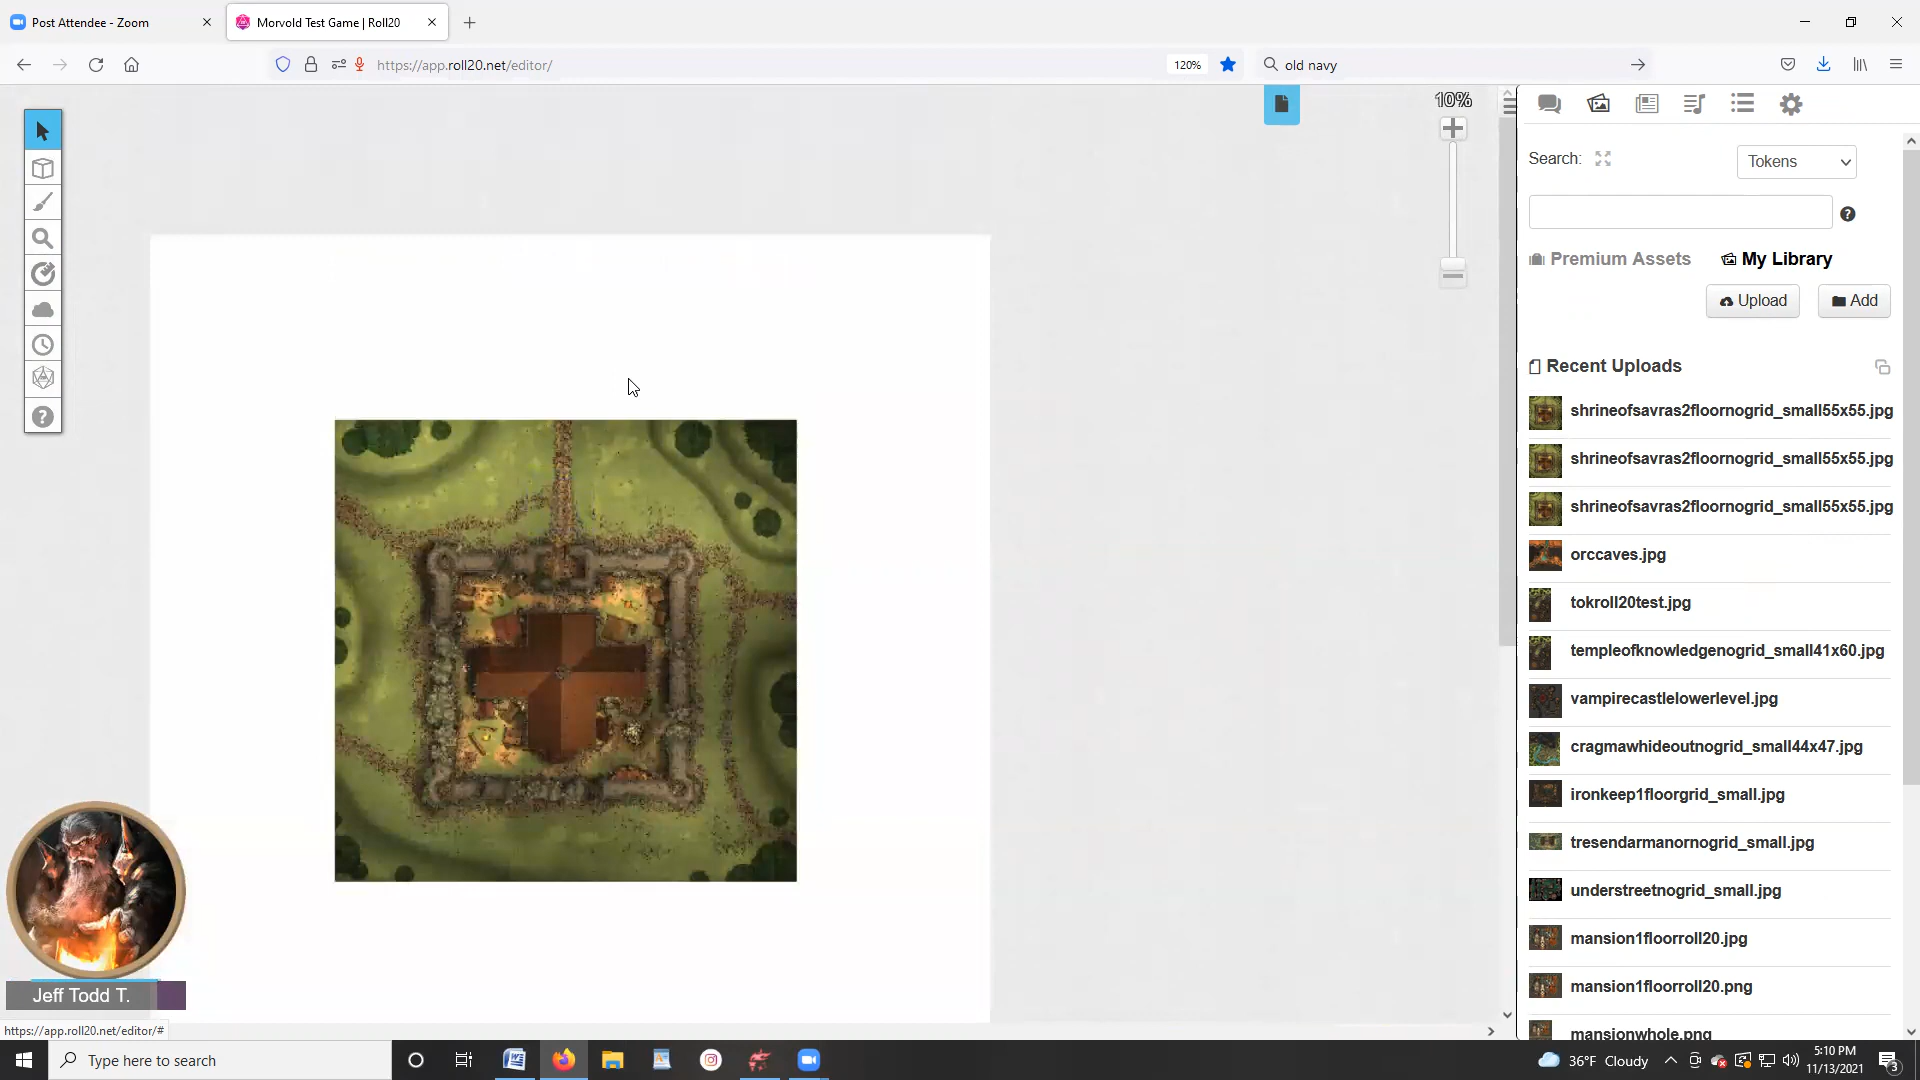 Post Attendee - Zoom
Morvold Test Game | Roll20
https://app.roll20.net/editor/
120%
old navy
10%
Search:
Tokens
Premium Assets
My Library
Upload
Add
Recent Uploads
shrineofsavras2floornogrid_small55x55.jpg
shrineofsavras2floornogrid_small55x55.jpg
shrineofsavras2floornogrid_small55x55.jpg
orccaves.jpg
tokroll20test.jpg
templeofknowledgenogrid_small41x60.jpg
vampirecastlelowerlevel.jpg
cragmawhideoutnogrid_small44x47.jpg
ironkeep1floorgrid_small.jpg
tresendarmanornogrid_small.jpg
understreetnogrid_small.jpg
mansion1floorroll20.jpg
mansion1floorroll20.png
mansionwhole.png
Jeff Todd T.
https://app.roll20.net/editor/#
Type here to search
36°F Cloudy
5:10 PM
11/13/2021
3